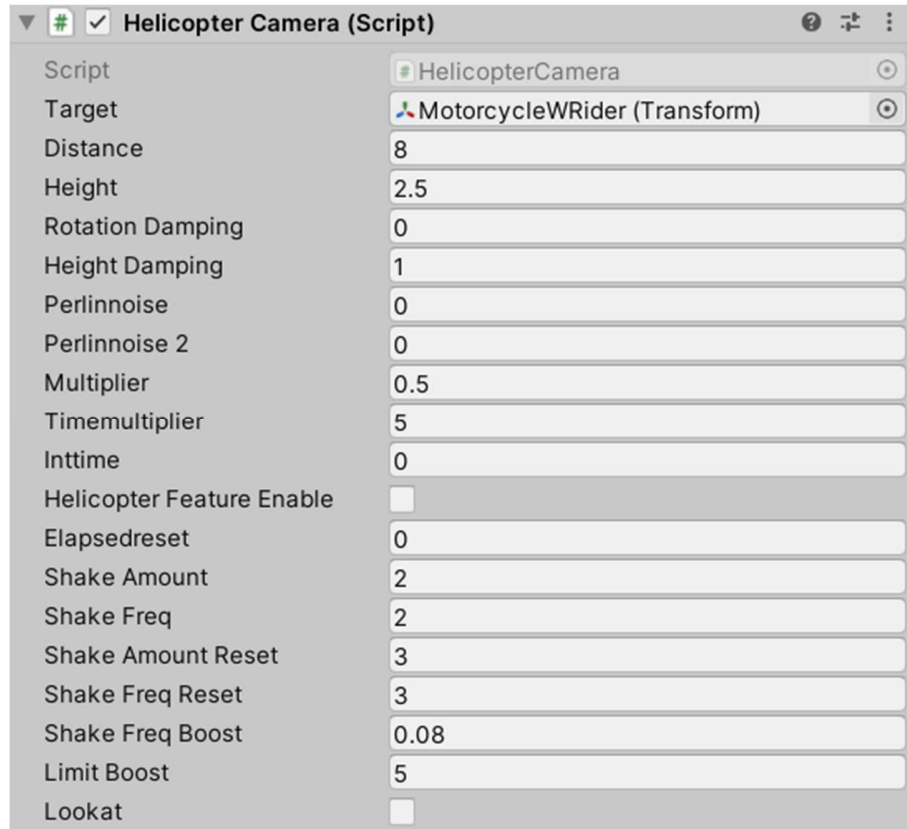 Helicopter Camera (Script)
Script HelicopterCamera
Target MotorcycleWRider (Transform)
Distance 8
Height 2.5
Rotation Damping 0
Height Damping 1
Perlinnoise 0
Perlinnoise 2 0
Multiplier 0.5
Timemultiplier 5
Inttime 0
Helicopter Feature Enable
Elapsedreset 0
Shake Amount 2
Shake Freq 2
Shake Amount Reset 3
Shake Freq Reset 3
Shake Freq Boost 0.08
Limit Boost 5
Lookat